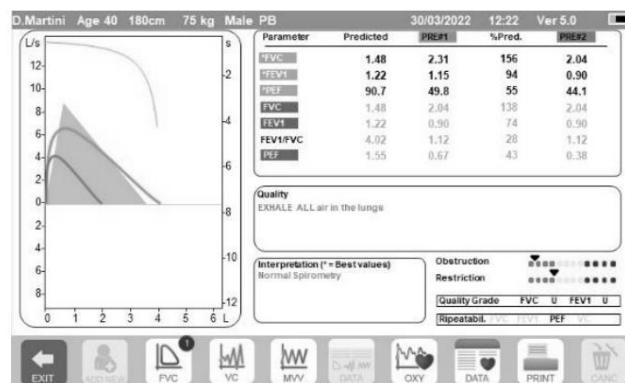 D.Martini Age 40 180cm 75 kg Male PB 30/03/2022 12:22 Ver 5.0
L/s s
12
10
8
6
4
2
0
2
4
6
8
-2
-4
-6
-8
-10
-12
0 1 2 3 4 5 6 L
Parameter Predicted PRE#1 %Pred. PRE#2
*FVC 1.48 2.31 156 2.04
*FEV1 1.22 1.15 94 0.90
*PEF 90.7 49.8 55 44.1
FVC 1.48 2.04 138 2.04
FEV1 1.22 0.90 74 0.90
FEV1/FVC 4.02 1.12 28 1.12
PEF 1.55 0.67 43 0.38
Quality
EXHALE ALL air in the lungs
Interpretation (* = Best values)
Normal Spirometry
Obstruction
Restriction
Quality Grade FVC U FEV1 U
Repeatabil. FVC FEV1 PEF VC
EXIT
ADD NEW
1
FVC
VC
MVV
DATA
OXY
DATA
PRINT
CANC